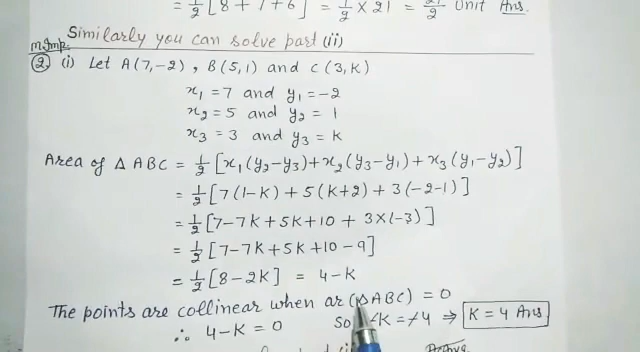 = 1/2 [8 + 7 + 6] = 1/2 × 21 = 21/2 unit Ans.
Similarly you can solve part (ii)
m.Imp.
② (i) Let A(7,-2), B(5,1) and C(3,K)
x₁ = 7 and y₁ = -2
x₂ = 5 and y₂ = 1
x₃ = 3 and y₃ = K
Area of △ ABC = 1/2 [x₁(y₂-y₃)+x₂(y₃-y₁)+x₃(y₁-y₂)]
= 1/2 [7(1-K) + 5(K+2) + 3(-2-1)]
= 1/2 [7-7K+5K+10 + 3×(-3)]
= 1/2 [7-7K+5K+10-9]
= 1/2 [8-2K] = 4-K
The points are collinear when ar (△ABC) = 0
∴ 4-K = 0 So -K = -4 ⇒ K = 4 Ans